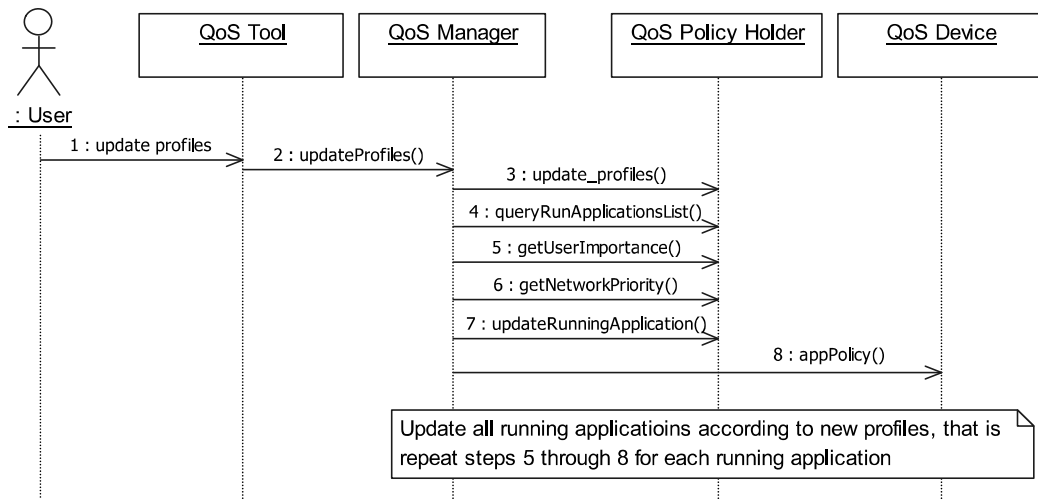 QoS Tool
QoS Manager
QoS Policy Holder
QoS Device
: User
1 : update profiles
2 : updateProfiles()
3 : update_profiles()
4 : queryRunApplicationsList()
5 : getUserImportance()
6 : getNetworkPriority()
7 : updateRunningApplication()
8 : appPolicy()
Update all running applicatioins according to new profiles, that is
repeat steps 5 through 8 for each running application